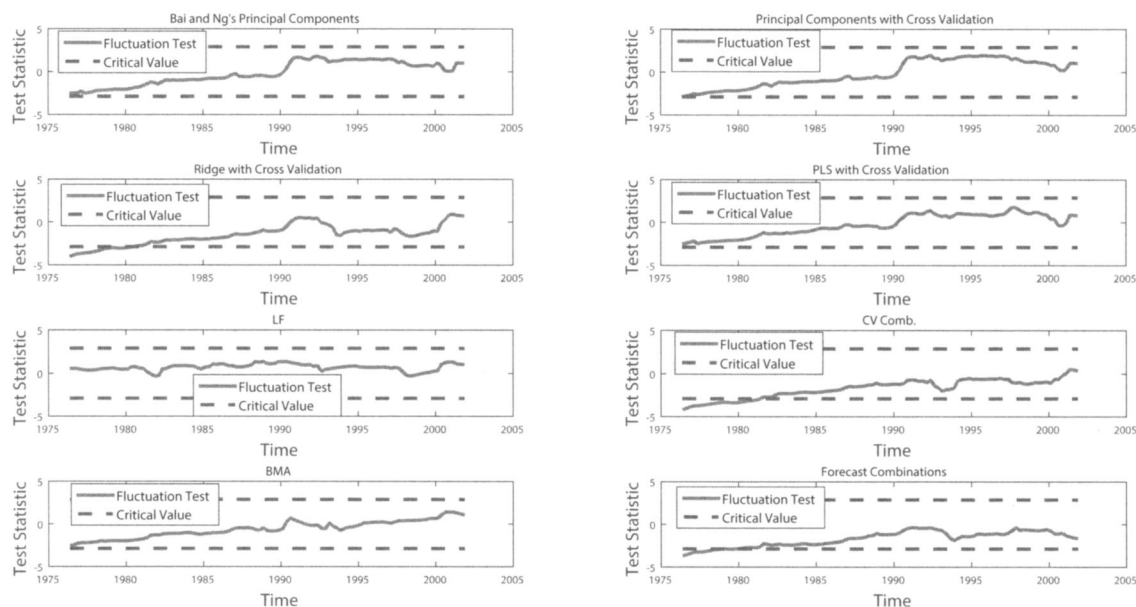 Bai and Ng's Principal Components
Test Statistic
5
0
-5
Fluctuation Test
Critical Value
1975 1980 1985 1990 1995 2000 2005
Time
Principal Components with Cross Validation
Test Statistic
5
0
-5
Fluctuation Test
Critical Value
1975 1980 1985 1990 1995 2000 2005
Time
Ridge with Cross Validation
Test Statistic
5
0
-5
Fluctuation Test
Critical Value
1975 1980 1985 1990 1995 2000 2005
Time
PLS with Cross Validation
Test Statistic
5
0
-5
Fluctuation Test
Critical Value
1975 1980 1985 1990 1995 2000 2005
Time
LF
Test Statistic
5
0
-5
Fluctuation Test
Critical Value
1975 1980 1985 1990 1995 2000 2005
Time
CV Comb.
Test Statistic
5
0
-5
Fluctuation Test
Critical Value
1975 1980 1985 1990 1995 2000 2005
Time
BMA
Test Statistic
5
0
-5
Fluctuation Test
Critical Value
1975 1980 1985 1990 1995 2000 2005
Time
Forecast Combinations
Test Statistic
5
0
-5
Fluctuation Test
Critical Value
1975 1980 1985 1990 1995 2000 2005
Time